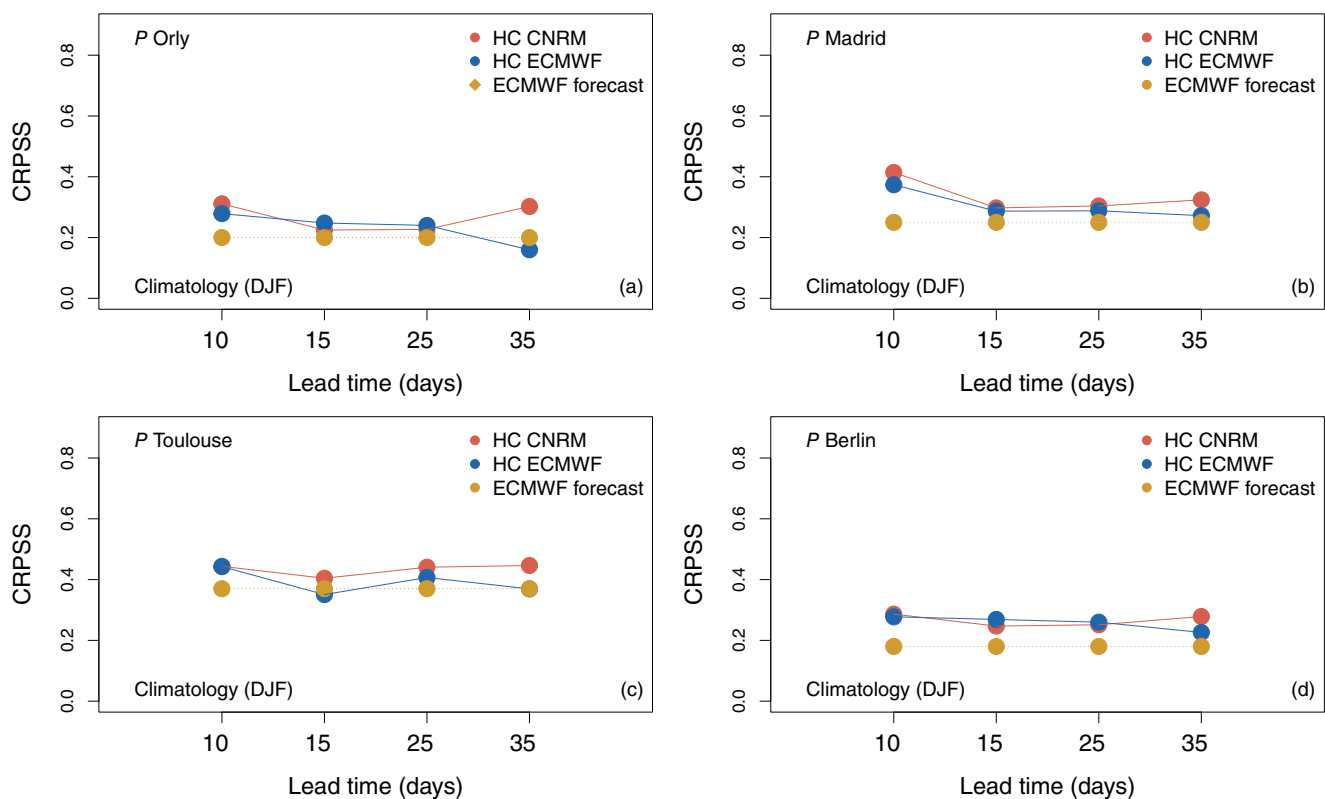 P Orly
HC CNRM
HC ECMWF
ECMWF forecast
CRPSS
0.8
0.6
0.4
0.2
0.0
Climatology (DJF)
(a)
10 15 25 35
Lead time (days)
P Madrid
HC CNRM
HC ECMWF
ECMWF forecast
CRPSS
0.8
0.6
0.4
0.2
0.0
Climatology (DJF)
(b)
10 15 25 35
Lead time (days)
P Toulouse
HC CNRM
HC ECMWF
ECMWF forecast
CRPSS
0.8
0.6
0.4
0.2
0.0
Climatology (DJF)
(c)
10 15 25 35
Lead time (days)
P Berlin
HC CNRM
HC ECMWF
ECMWF forecast
CRPSS
0.8
0.6
0.4
0.2
0.0
Climatology (DJF)
(d)
10 15 25 35
Lead time (days)